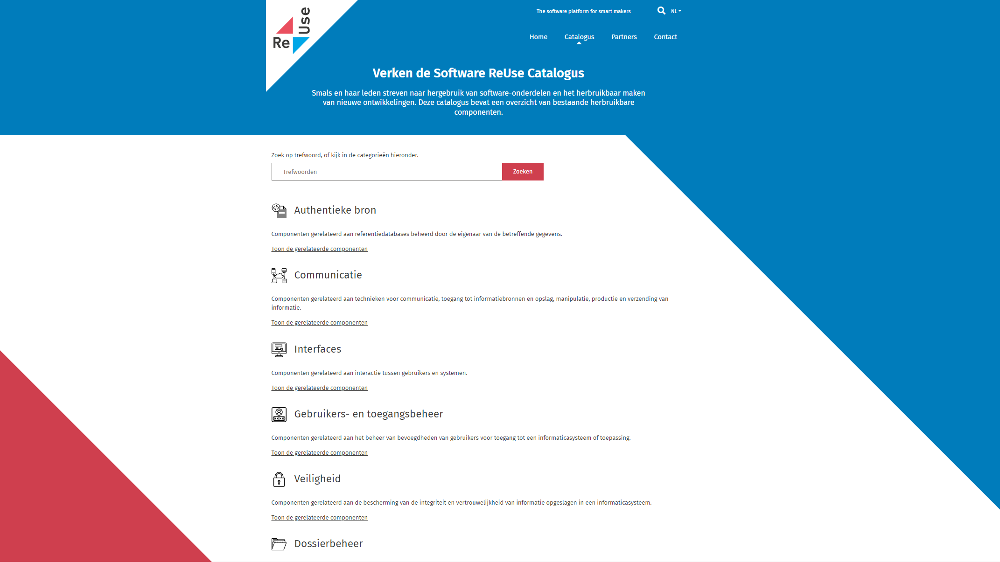 Re
Use
The software platform for smart makers
NL
Home
Catalogus
Partners
Contact
Verken de Software ReUse Catalogus
Smals en haar leden streven naar hergebruik van software-onderdelen en het herbruikbaar maken
van nieuwe ontwikkelingen. Deze catalogus bevat een overzicht van bestaande herbruikbare
componenten.
Zoek op trefwoord, of kijk in de categorieën hieronder.
Trefwoorden
Zoeken
Authentieke bron
Componenten gerelateerd aan referentiedatabases beheerd door de eigenaar van de betreffende gegevens.
Toon de gerelateerde componenten
Communicatie
Componenten gerelateerd aan technieken voor communicatie, toegang tot informatiebronnen en opslag, manipulatie, productie en verzending van
informatie.
Toon de gerelateerde componenten
Interfaces
Componenten gerelateerd aan interactie tussen gebruikers en systemen.
Toon de gerelateerde componenten
Gebruikers- en toegangsbeheer
Componenten gerelateerd aan het beheer van bevoegdheden van gebruikers voor toegang tot een informaticasysteem of toepassing.
Toon de gerelateerde componenten
Veiligheid
Componenten gerelateerd aan de bescherming van de integriteit en vertrouwelijkheid van informatie opgeslagen in een informaticasysteem.
Toon de gerelateerde componenten
Dossierbeheer